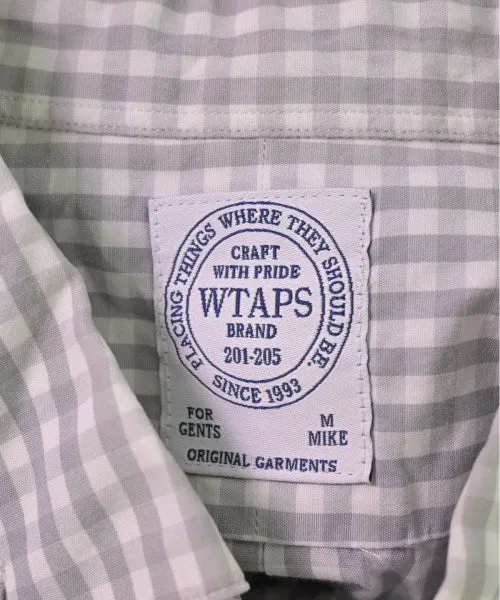 PLACING THINGS WHERE THEY SHOULD BE.
CRAFT
WITH PRIDE
WTAPS
BRAND
201-205
SINCE 1993
FOR
GENTS
M
MIKE
ORIGINAL GARMENTS